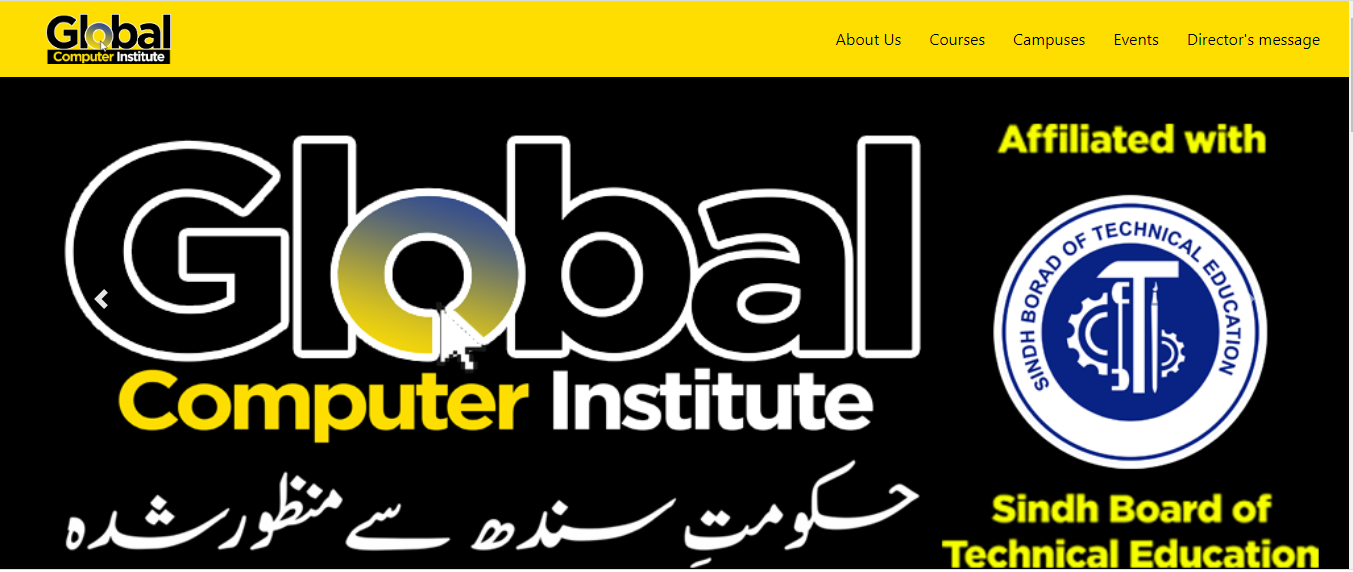 Global
Computer Institute
About Us Courses Campuses Events Director's message
Global
Computer Institute
حکومتِ سندھ سے منظور شدہ
Affiliated with
SINDH BORAD OF TECHNICAL EDUCATION
Sindh Board of
Technical Education